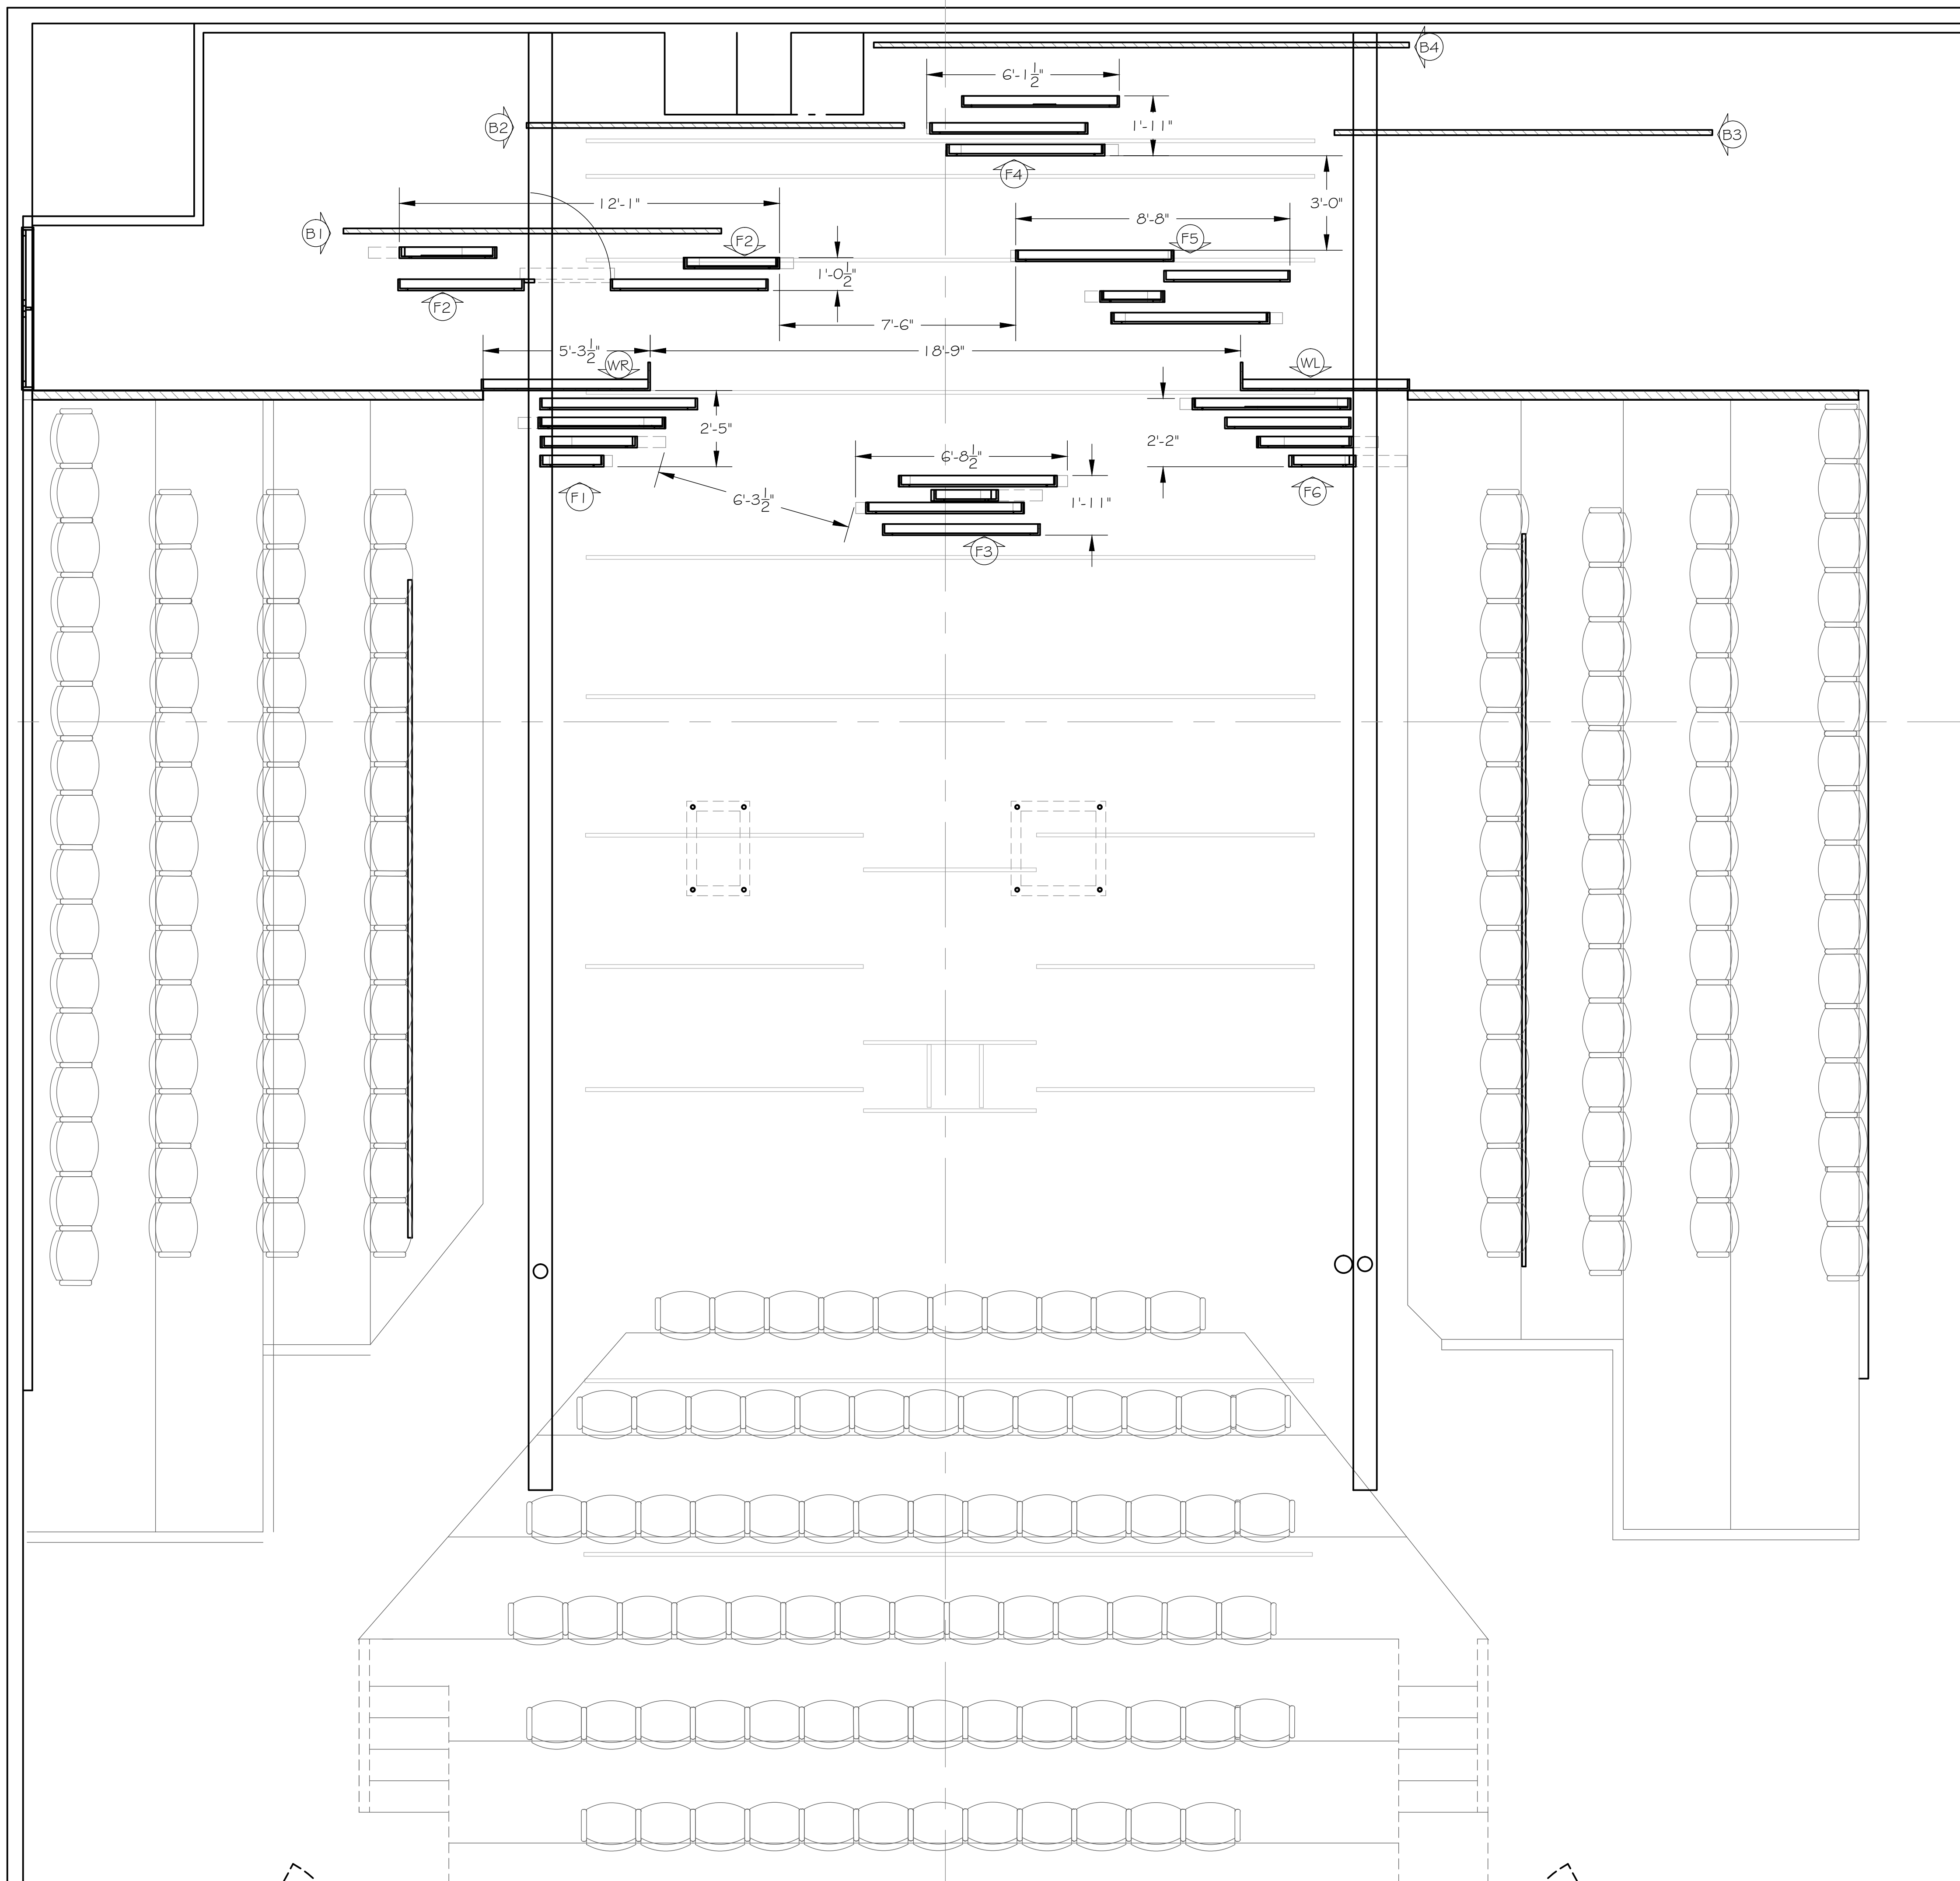 B4
6'-1 1/2"
B2
1'-11"
B3
F4
12'-1"
3'-0"
8'-8"
B1
F2
F5
1'-0 1/2"
F2
7'-6"
5'-3 1/2"
18'-9"
WR
WL
2'-5"
2'-2"
6'-8 1/2"
F1
6'-3 1/2"
1'-11"
F6
F3